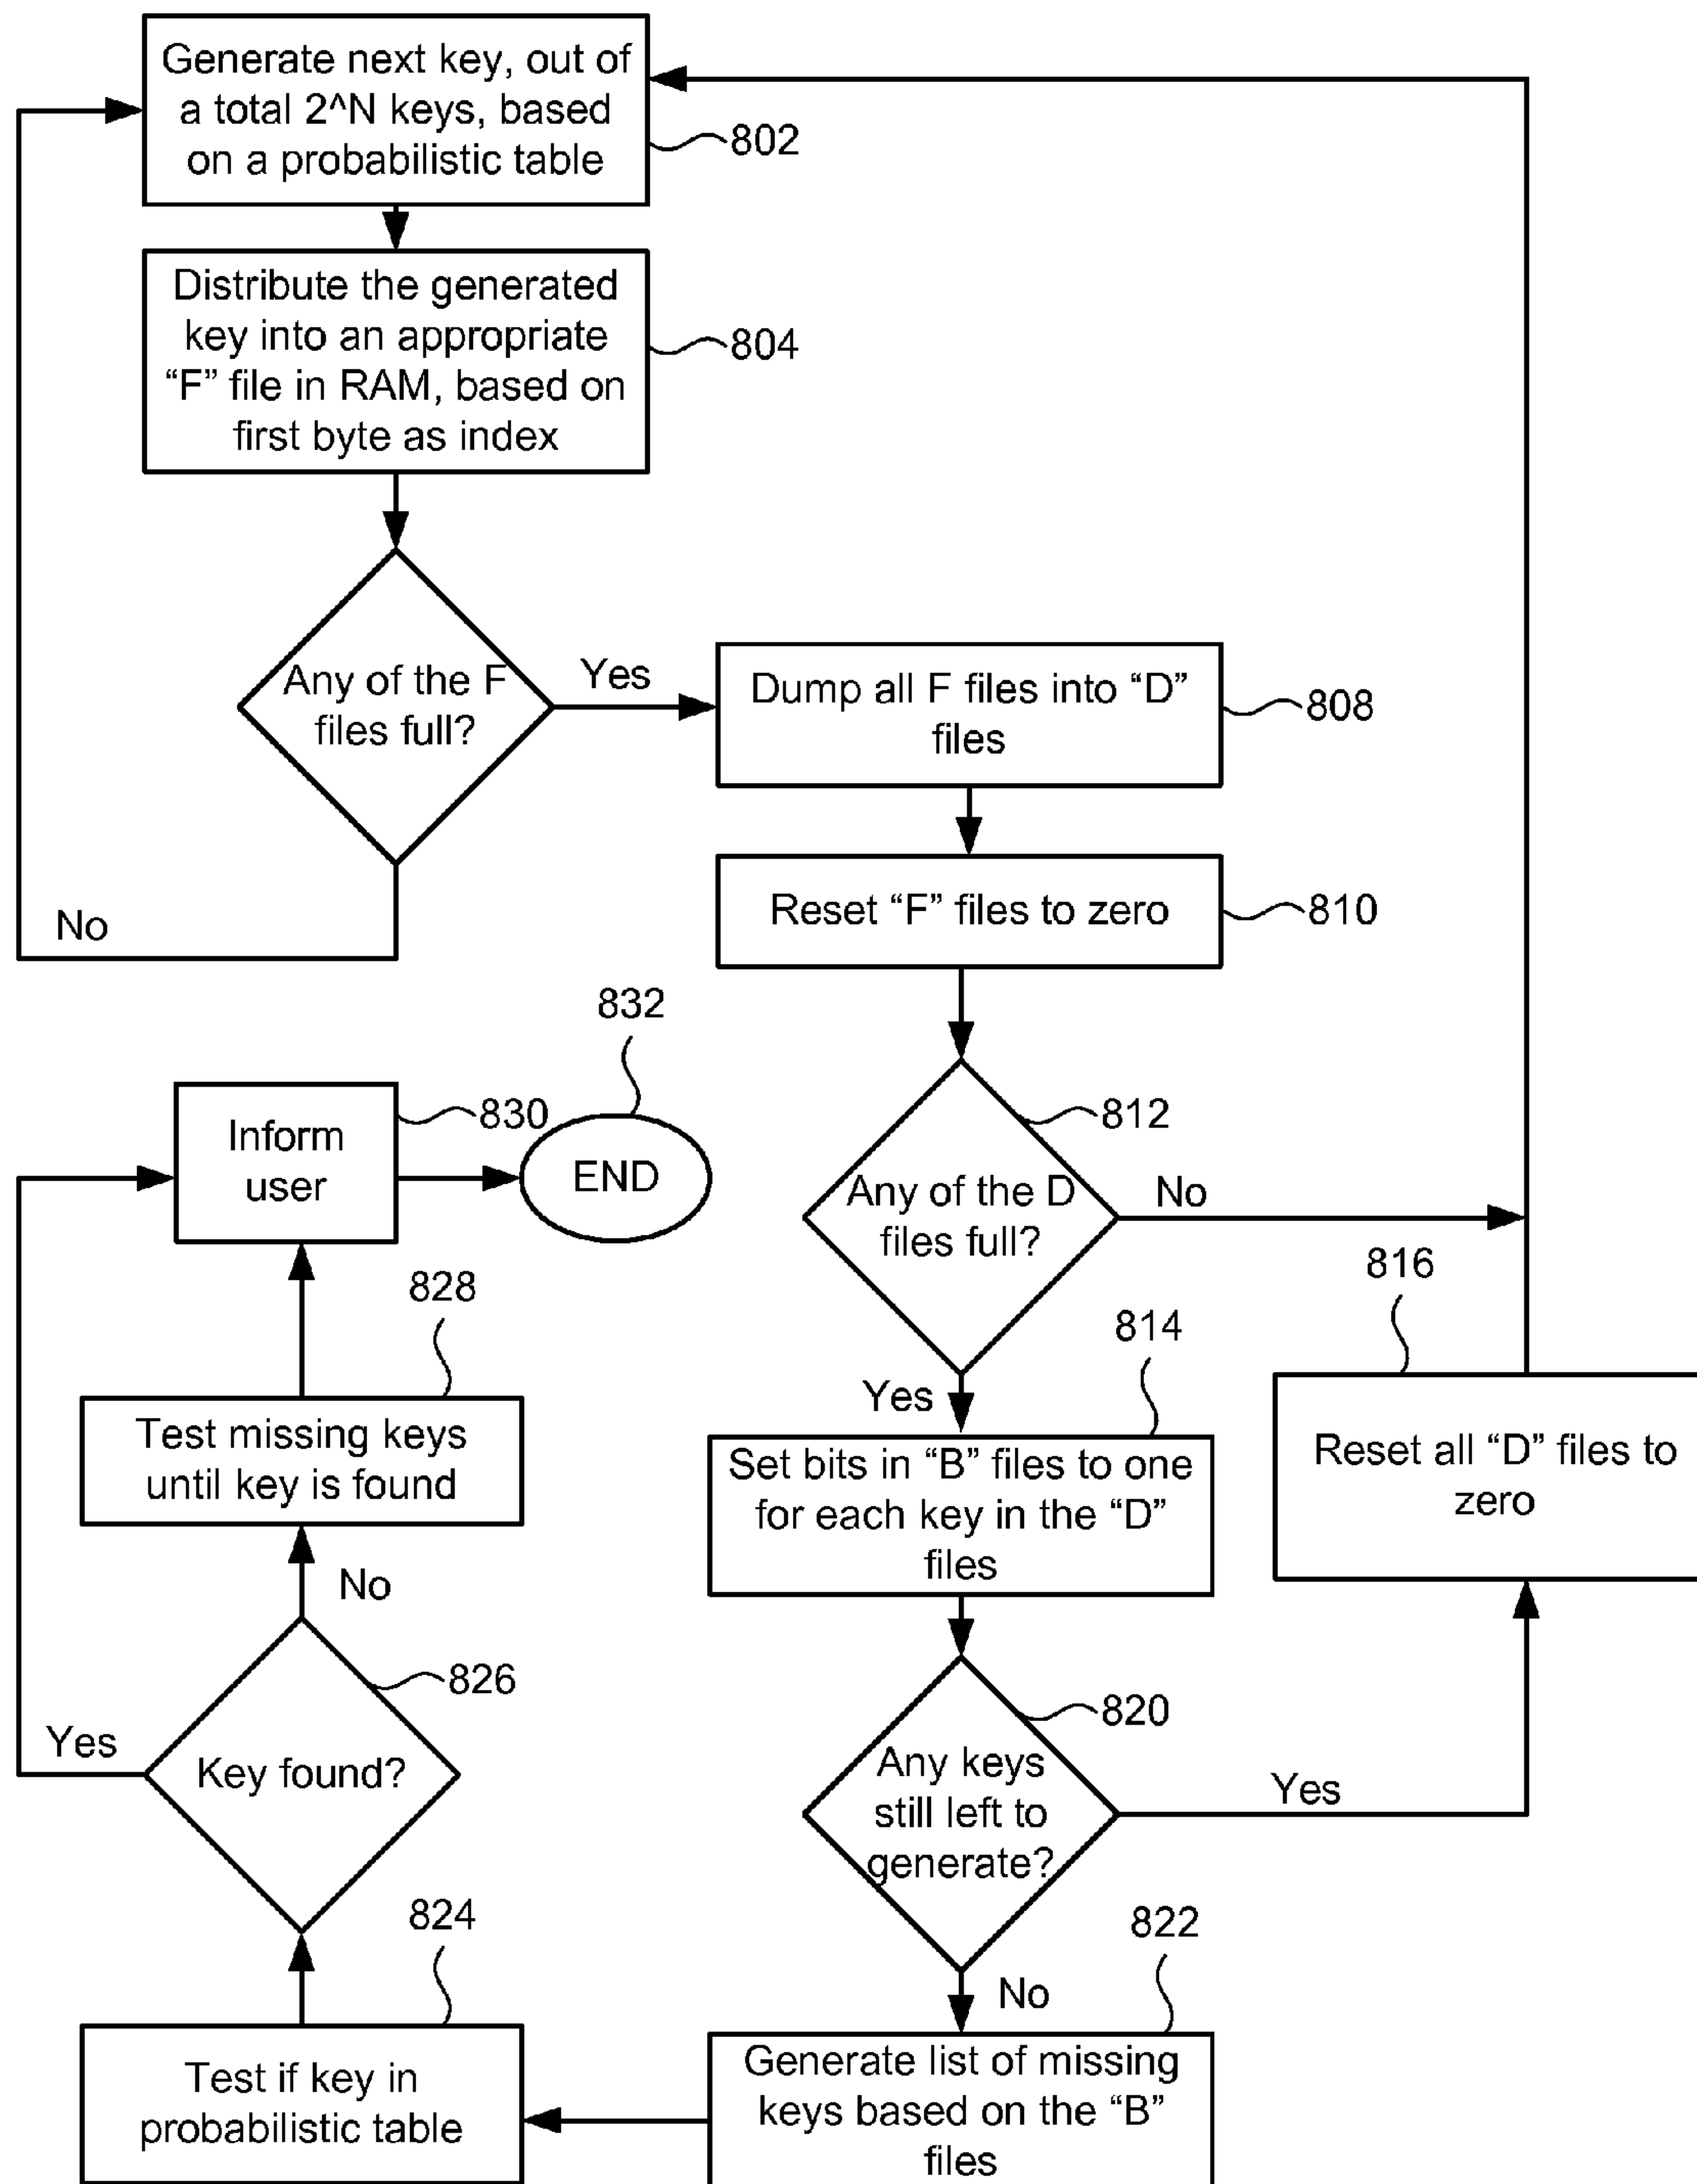 Generate next key, out of
a total 2^N keys, based
on a probabilistic table
802
Distribute the generated
key into an appropriate
“F” file in RAM, based on
first byte as index
804
Any of the F
files full?
Yes
No
Dump all F files into “D”
files
808
Reset “F” files to zero
810
832
Inform
user
830
END
812
Any of the D
files full?
No
Yes
816
Reset all “D” files to
zero
828
Test missing keys
until key is found
814
Set bits in “B” files to one
for each key in the “D”
files
No
826
Key found?
Yes
820
Any keys
still left to
generate?
Yes
No
824
Test if key in
probabilistic table
822
Generate list of missing
keys based on the “B”
files